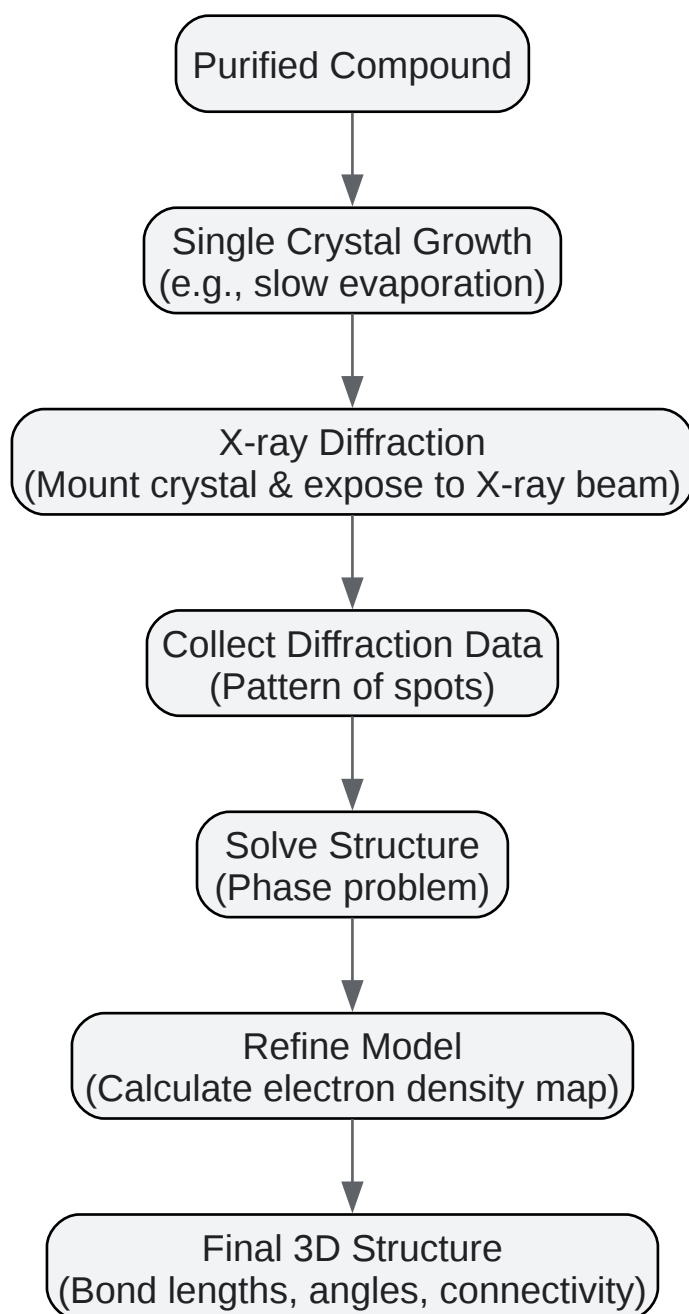 Purified Compound
Single Crystal Growth
(e.g., slow evaporation)
X-ray Diffraction
(Mount crystal & expose to X-ray beam)
Collect Diffraction Data
(Pattern of spots)
Solve Structure
(Phase problem)
Refine Model
(Calculate electron density map)
Final 3D Structure
(Bond lengths, angles, connectivity)